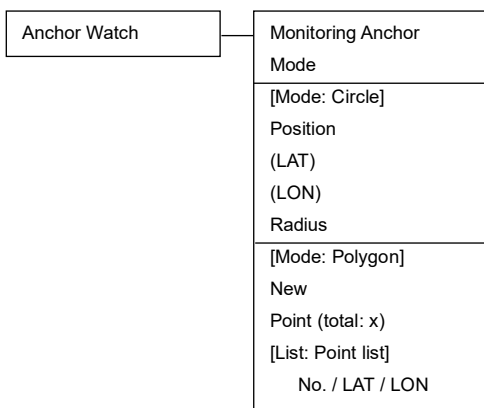 Anchor Watch
Monitoring Anchor
Mode
[Mode: Circle]
Position
(LAT)
(LON)
Radius
[Mode: Polygon]
New
Point (total: x)
[List: Point list]
No. / LAT / LON